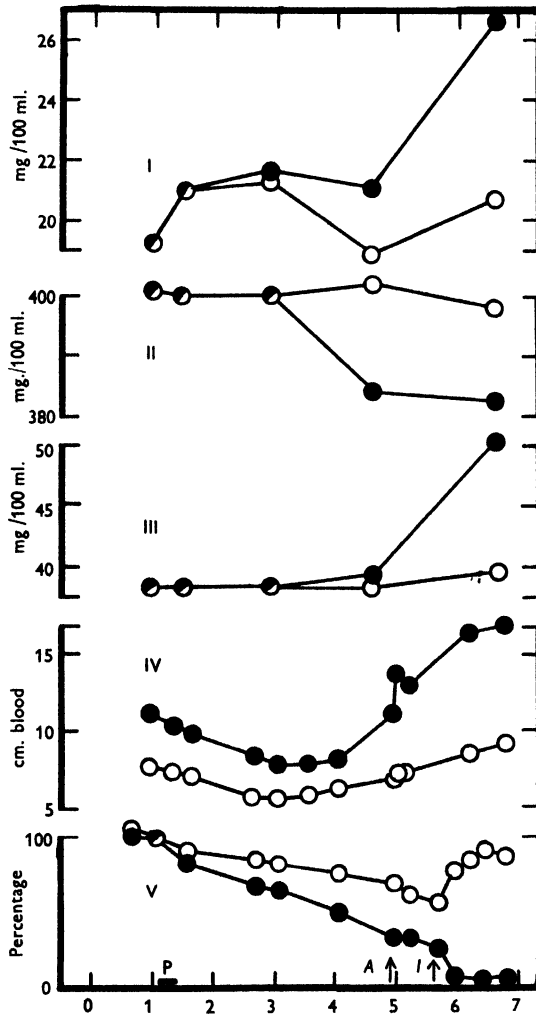 26
24
22
20
mg/100 ml.
I
400
380
mg./100 ml.
II
50
45
40
mg/100 ml.
III
15
10
5
cm. blood
IV
100
0
Percentage
V
P
A
I
0 1 2 3 4 5 6 7